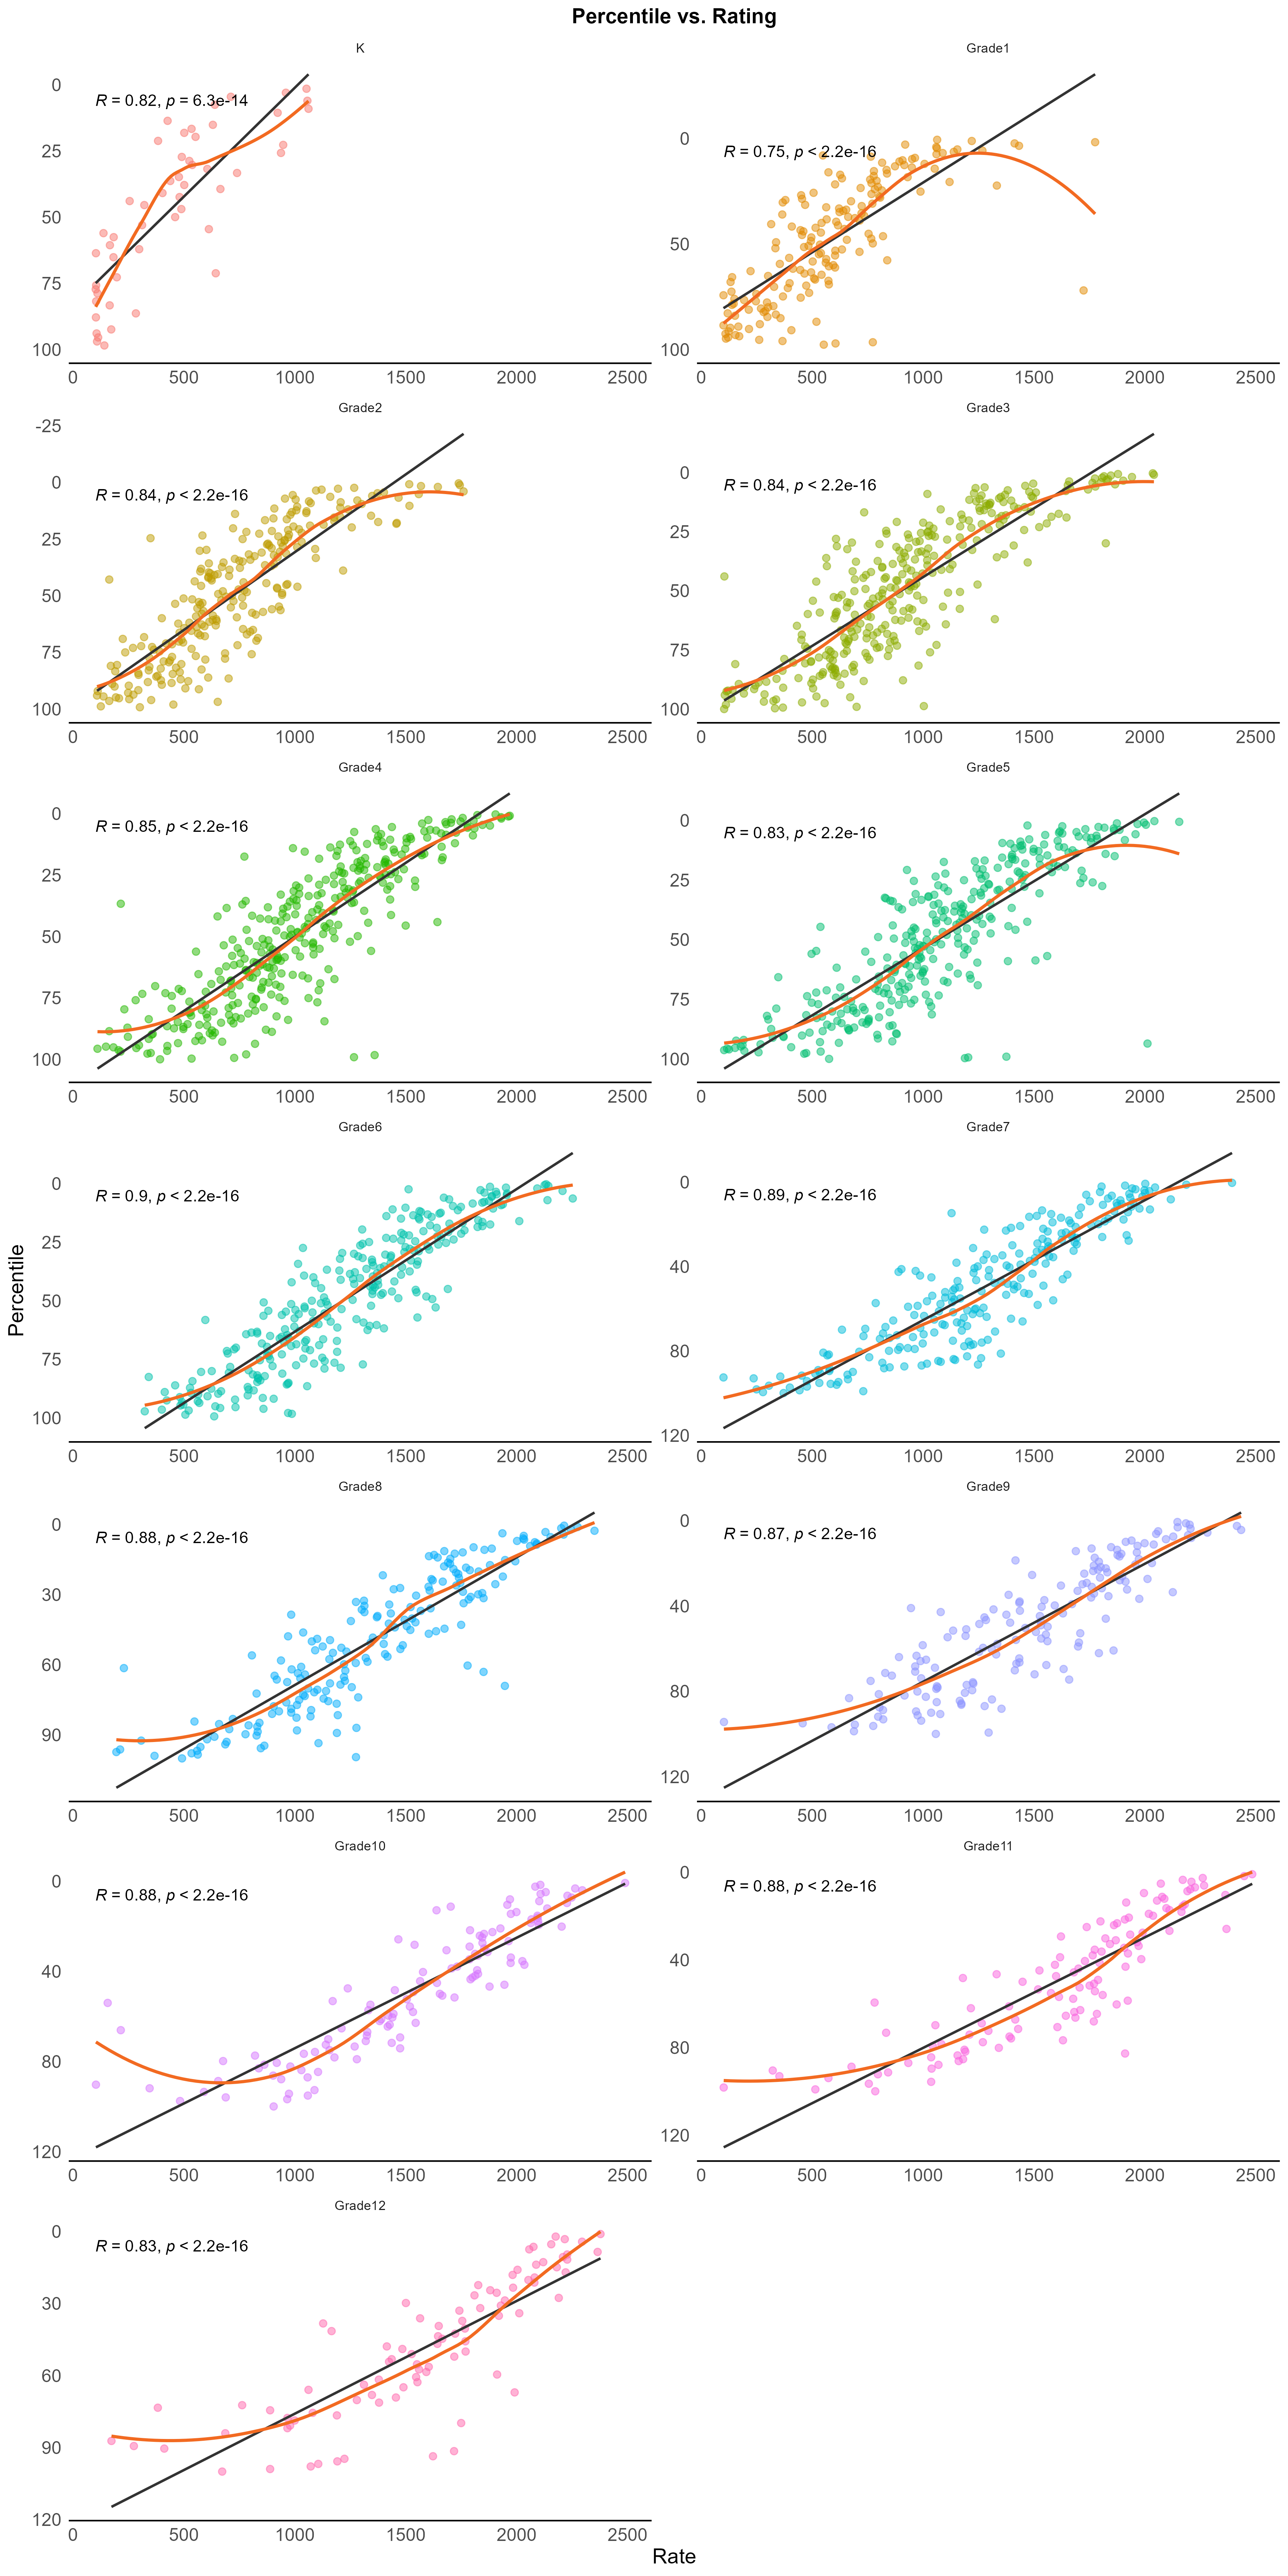 Percentile vs. Rating
K
Grade1
R = 0.82, p = 6.3e-14
0
25
50
75
100
R = 0.75, p < 2.2e-16
0
50
100
0 500 1000 1500 2000 2500
0 500 1000 1500 2000 2500
Grade2
Grade3
R = 0.84, p < 2.2e-16
-25
0
25
50
75
100
R = 0.84, p < 2.2e-16
0
25
50
75
100
0 500 1000 1500 2000 2500
0 500 1000 1500 2000 2500
Grade4
Grade5
R = 0.85, p < 2.2e-16
0
25
50
75
100
R = 0.83, p < 2.2e-16
0
25
50
75
100
0 500 1000 1500 2000 2500
0 500 1000 1500 2000 2500
Grade6
Grade7
R = 0.9, p < 2.2e-16
0
25
50
75
100
R = 0.89, p < 2.2e-16
0
40
80
120
0 500 1000 1500 2000 2500
0 500 1000 1500 2000 2500
Percentile
Grade8
Grade9
R = 0.88, p < 2.2e-16
0
30
60
90
R = 0.87, p < 2.2e-16
0
40
80
120
0 500 1000 1500 2000 2500
0 500 1000 1500 2000 2500
Grade10
Grade11
R = 0.88, p < 2.2e-16
0
40
80
120
R = 0.88, p < 2.2e-16
0
40
80
120
0 500 1000 1500 2000 2500
0 500 1000 1500 2000 2500
Grade12
R = 0.83, p < 2.2e-16
0
30
60
90
120
0 500 1000 1500 2000 2500
Rate